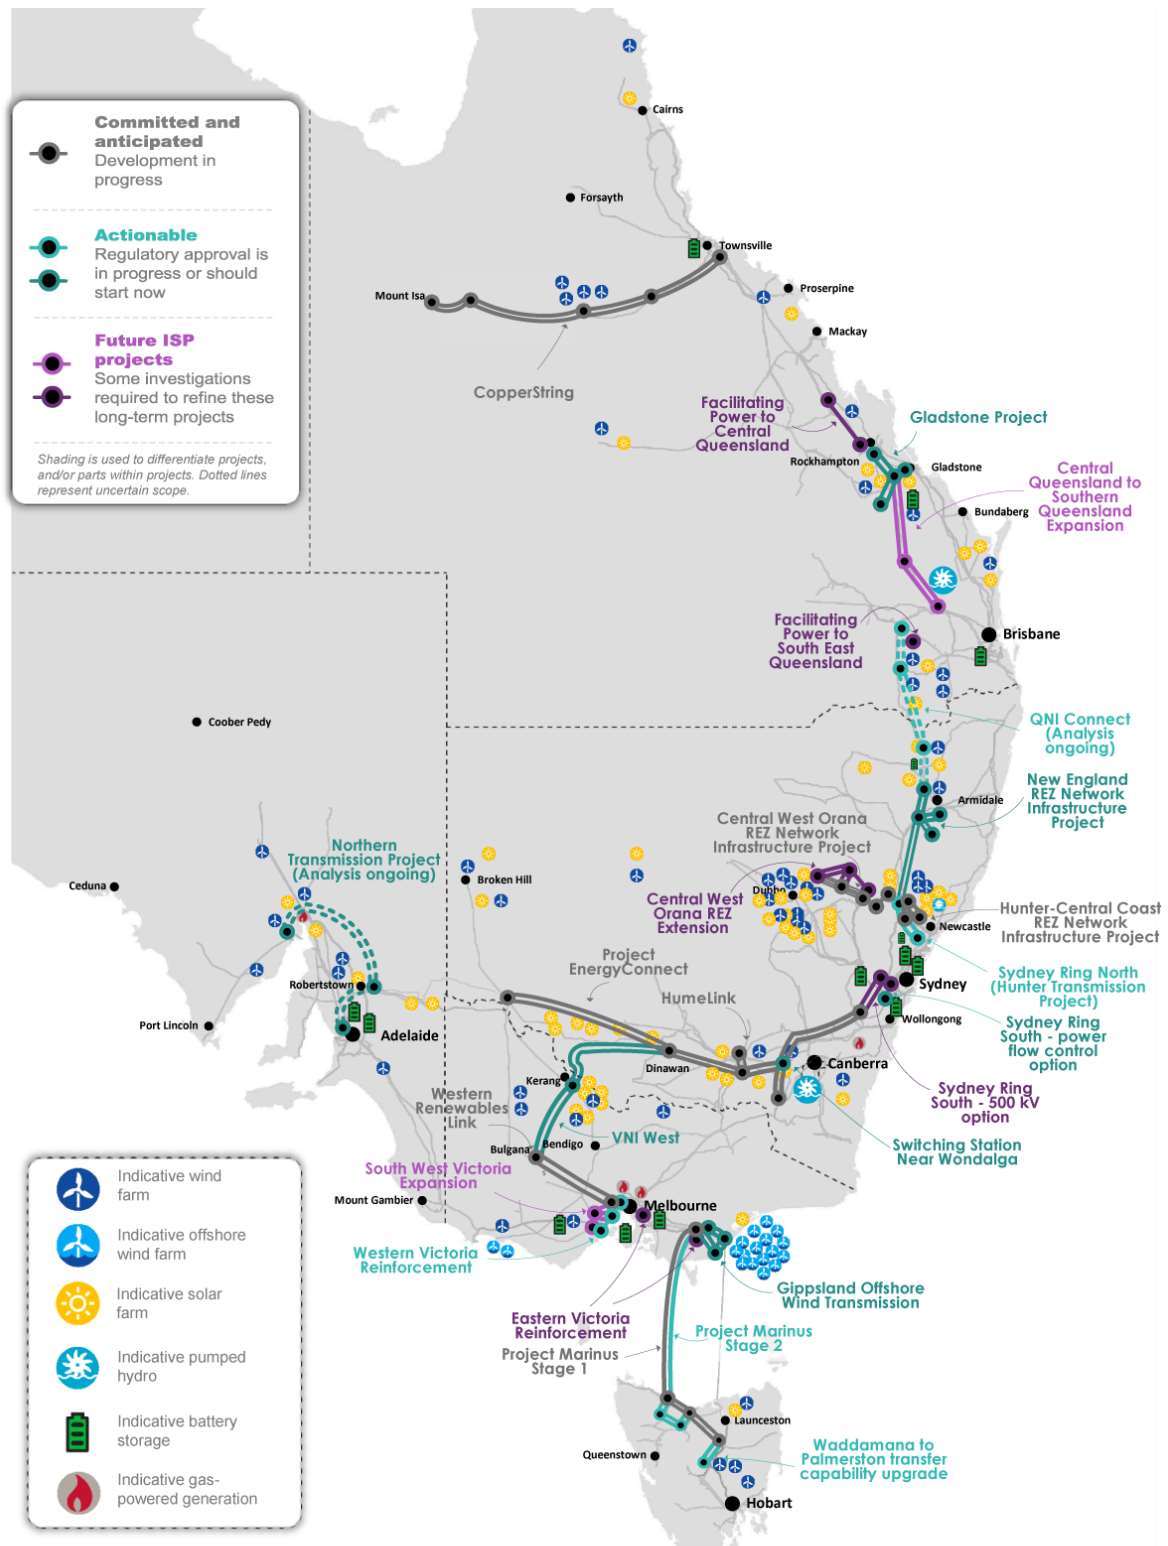 Committed and
anticipated
Development in
progress
Actionable
Regulatory approval is
in progress or should
start now
Future ISP
projects
Some investigations
required to refine these
long-term projects
Shading is used to differentiate projects,
and/or parts within projects. Dotted lines
represent uncertain scope.
Cairns
Forsayth
Townsville
Mount Isa
Proserpine
Mackay
CopperString
Facilitating
Power to
Central
Queensland
Gladstone Project
Rockhampton
Gladstone
Central
Queensland to
Southern
Queensland
Expansion
Bundaberg
Facilitating
Power to
South East
Queensland
Brisbane
Coober Pedy
QNI Connect
(Analysis
ongoing)
New England
REZ Network
Infrastructure
Project
Armidale
Central West Orana
REZ Network
Infrastructure Project
Northern
Transmission Project
(Analysis ongoing)
Ceduna
Broken Hill
Dubbo
Central West
Orana REZ
Extension
Hunter-Central Coast
REZ Network
Infrastructure Project
Newcastle
Project
EnergyConnect
HumeLink
Sydney
Sydney Ring North
(Hunter Transmission
Project)
Robertstown
Port Lincoln
Adelaide
Wollongong
Sydney Ring
South - power
flow control
option
Dinawan
Canberra
Kerang
Western
Renewables
Link
Sydney Ring
South - 500 kV
option
VNI West
Switching Station
Near Wondalga
Bulgana
Bendigo
South West Victoria
Expansion
Mount Gambier
Melbourne
Western Victoria
Reinforcement
Gippsland Offshore
Wind Transmission
Eastern Victoria
Reinforcement
Project Marinus
Stage 2
Project Marinus
Stage 1
Launceston
Queenstown
Waddamana to
Palmerston transfer
capability upgrade
Hobart
Indicative wind
farm
Indicative offshore
wind farm
Indicative solar
farm
Indicative pumped
hydro
Indicative battery
storage
Indicative gas-
powered generation